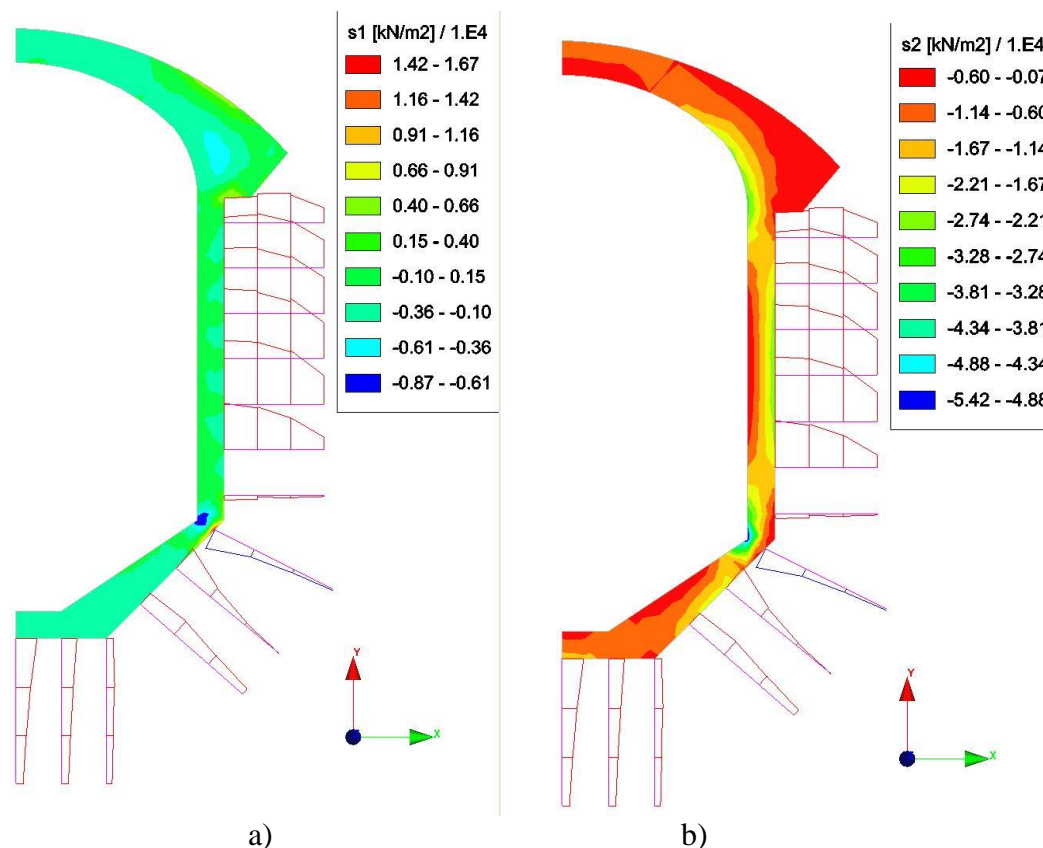 s1 [kN/m2] / 1.E4
1.42 - 1.67
1.16 - 1.42
0.91 - 1.16
0.66 - 0.91
0.40 - 0.66
0.15 - 0.40
-0.10 - 0.15
-0.36 - -0.10
-0.61 - -0.36
-0.87 - -0.61
Y
X
a)
s2 [kN/m2] / 1.E4
-0.60 - -0.07
-1.14 - -0.60
-1.67 - -1.14
-2.21 - -1.67
-2.74 - -2.21
-3.28 - -2.74
-3.81 - -3.28
-4.34 - -3.81
-4.88 - -4.34
-5.42 - -4.88
Y
X
b)